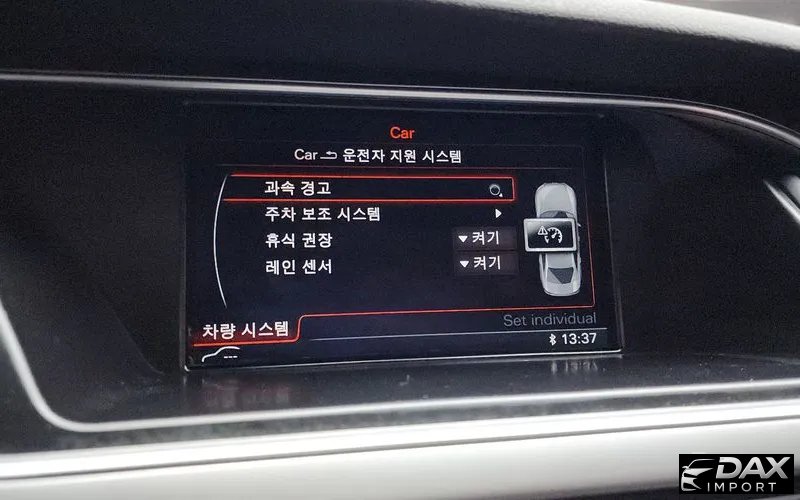 Car
Car 운전자 지원 시스템
과속 경고
주차 보조 시스템
휴식 권장 켜기
레인 센서 켜기
Set individual
차량 시스템
13:37
DAX
IMPORT